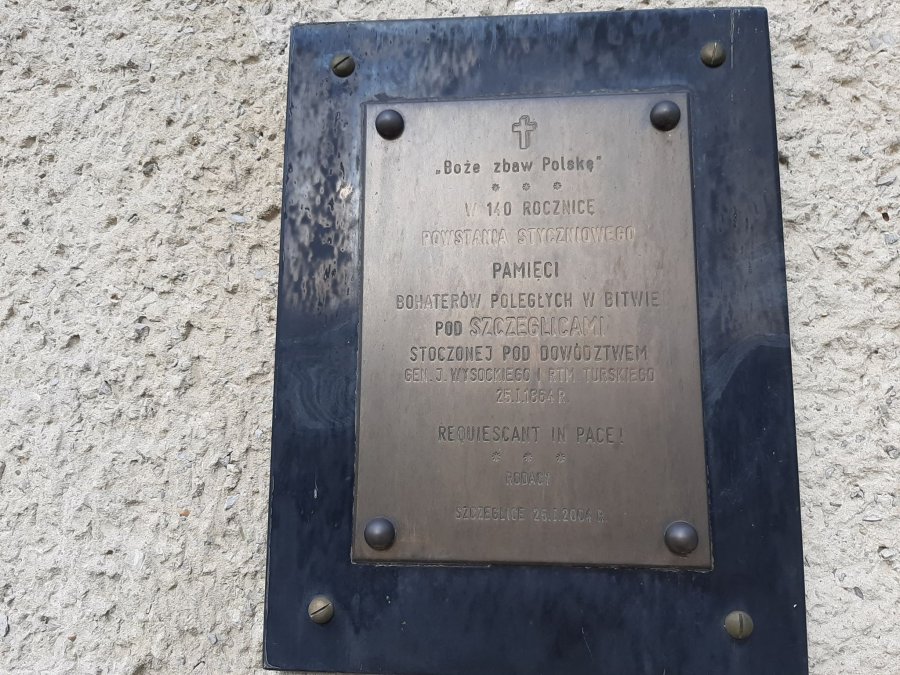 „Boże zbaw Polskę"
* * *
W 140 ROCZNICĘ
POWSTANIA STYCZNIOWEGO
PAMIĘCI
BOHATERÓW POLEGŁYCH W BITWIE
POD SZCZEGLICAMI
STOCZONEJ POD DOWÓDZTWEM
GEN. J. WYSOCKIEGO I RTM. TURSKIEGO
25.I.1864 R.
REQUIESCANT IN PACE!
* * *
RODACY
SZCZEGLICE 25.I.2004 R.